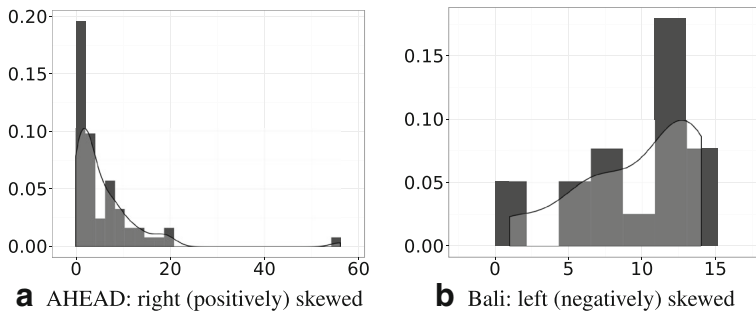 0.20
0.15
0.10
0.05
0.00
0 20 40 60
a AHEAD: right (positively) skewed
0.15
0.10
0.05
0.00
0 5 10 15
b Bali: left (negatively) skewed